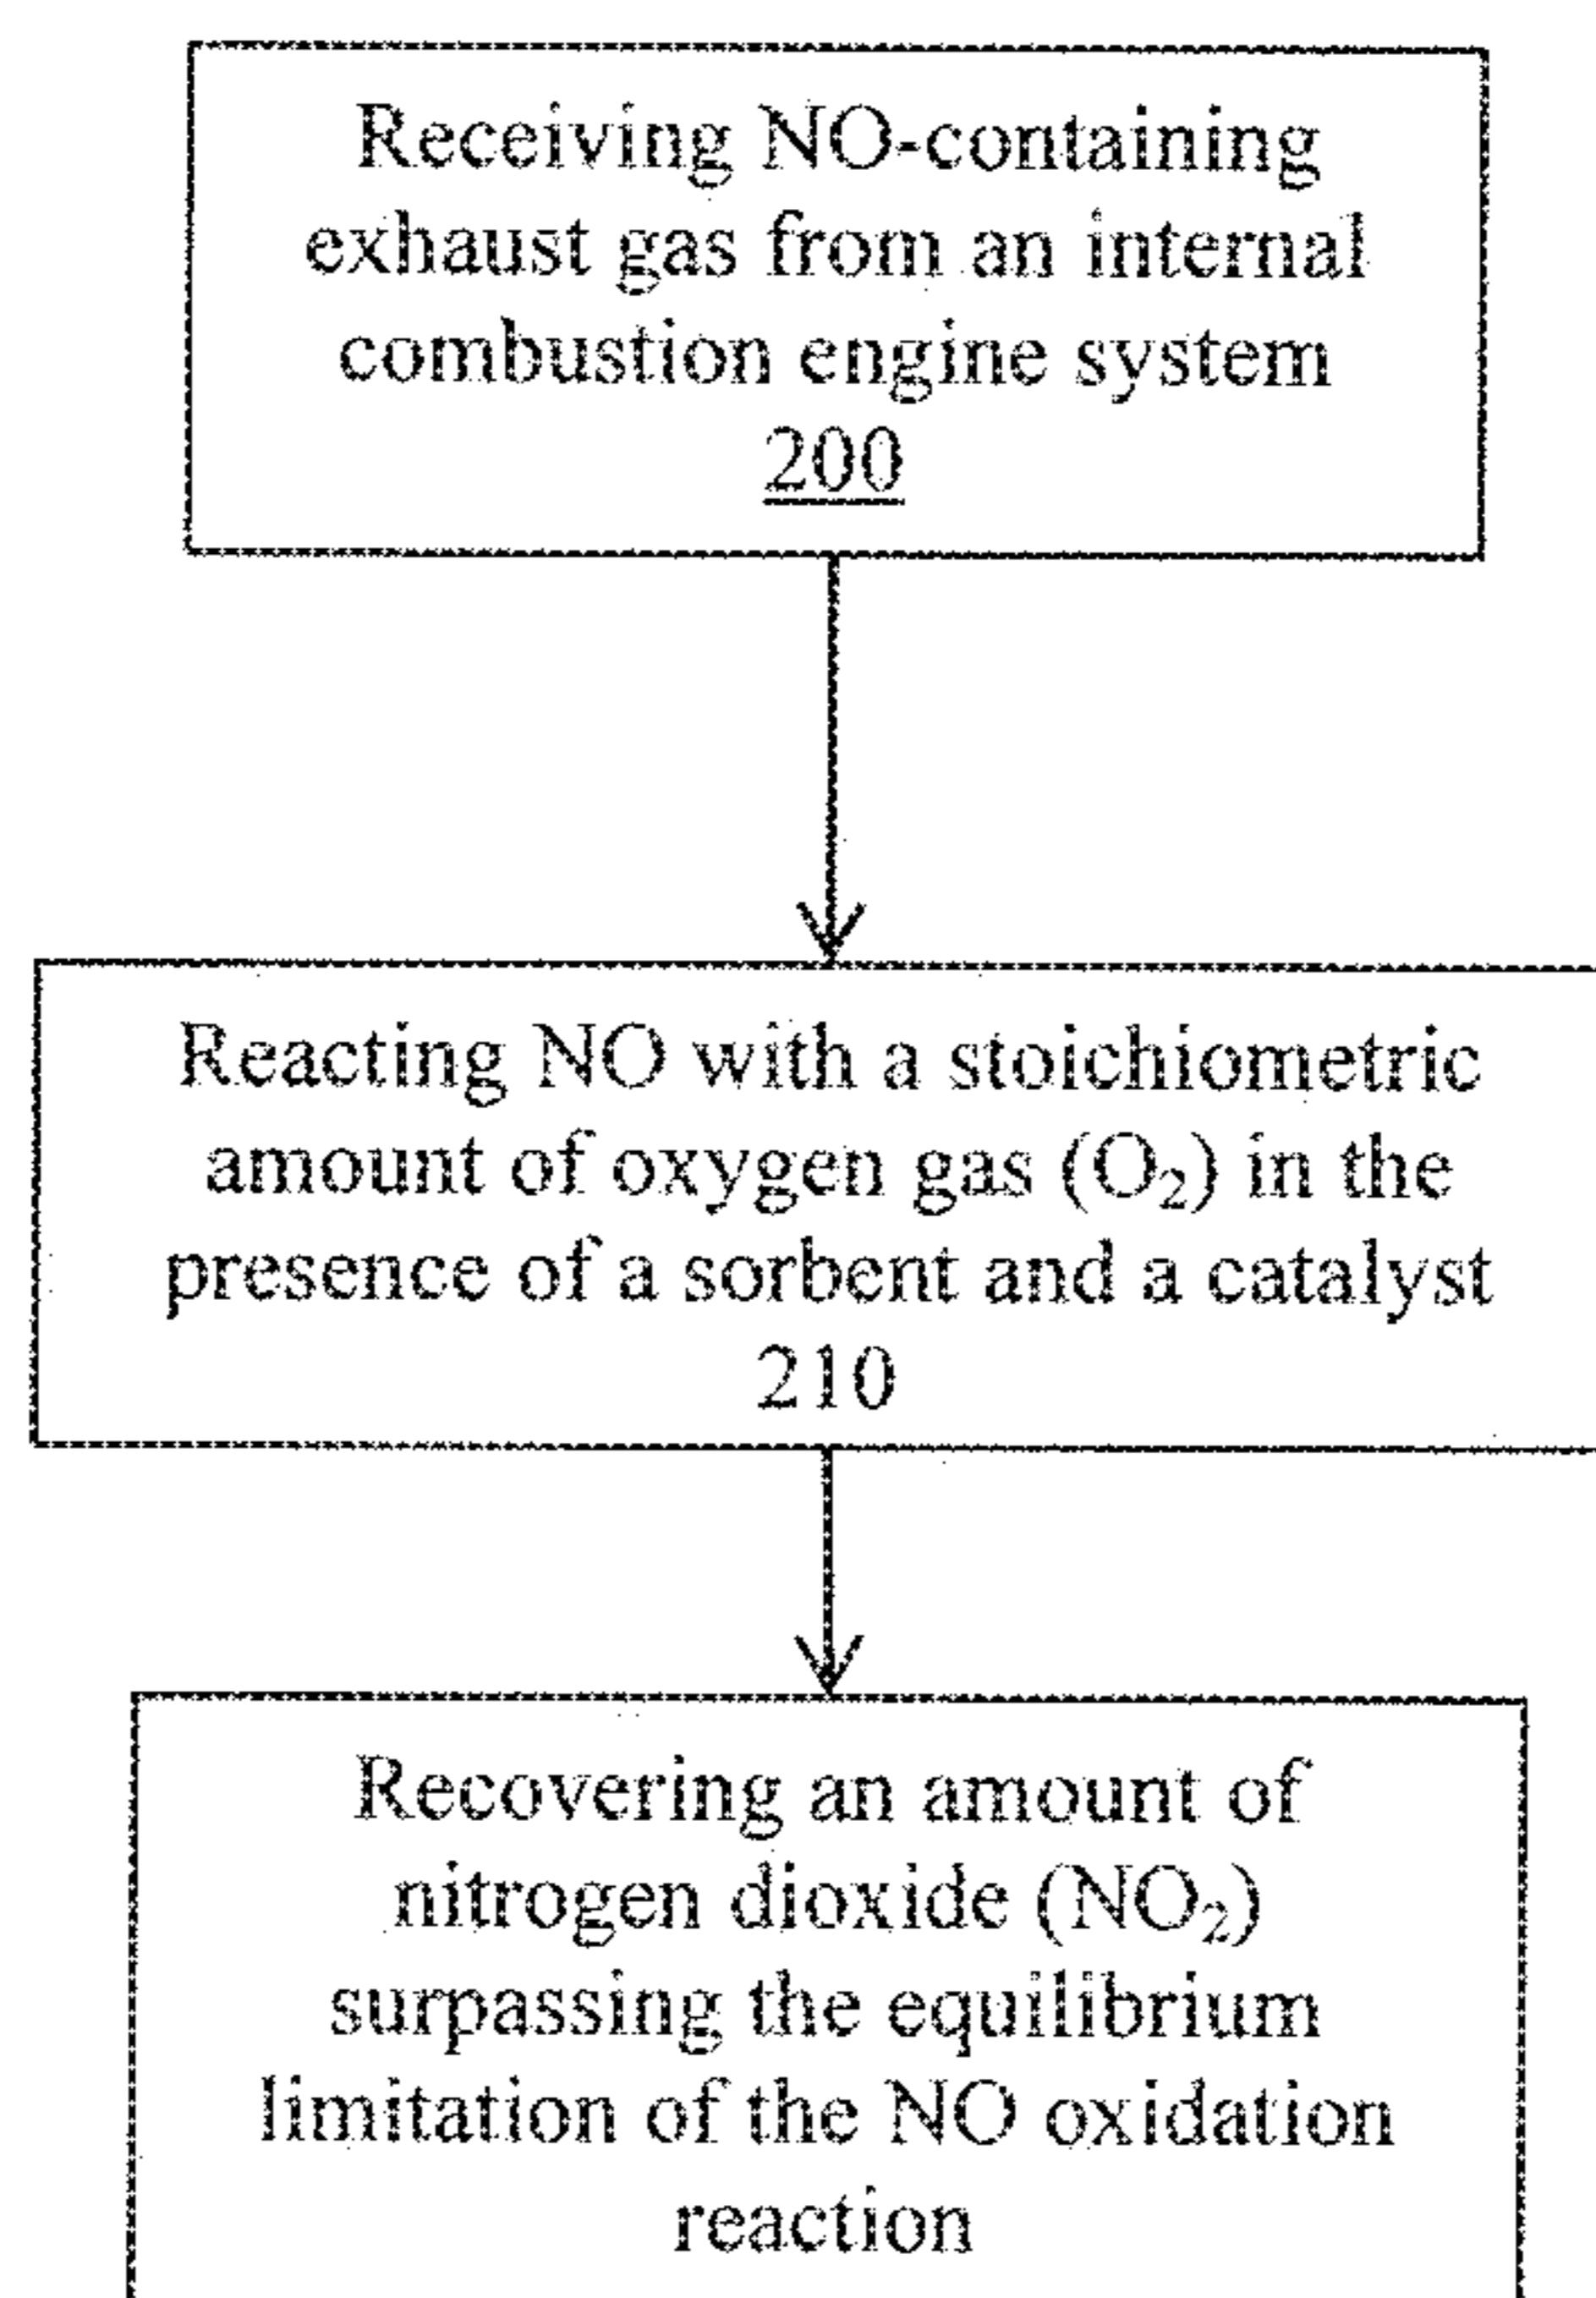 Receiving NO-containing
exhaust gas from an internal
combustion engine system
200
Reacting NO with a stoichiometric
amount of oxygen gas (O₂) in the
presence of a sorbent and a catalyst
210
Recovering an amount of
nitrogen dioxide (NO₂)
surpassing the equilibrium
limitation of the NO oxidation
reaction